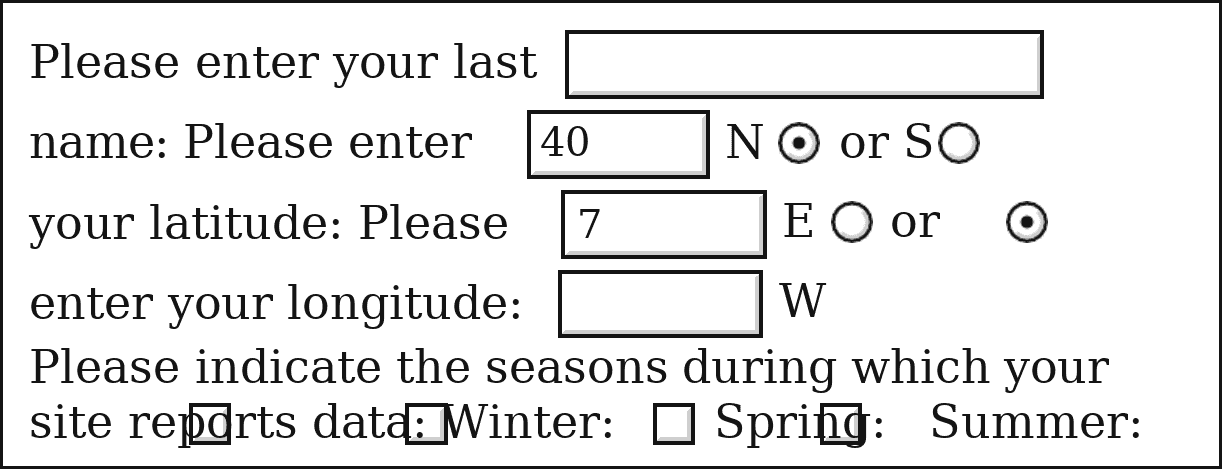 Please enter your last
name: Please enter 40 N or S
your latitude: Please 7 E or
enter your longitude: W
Please indicate the seasons during which your
site reports data: Winter: Spring: Summer: